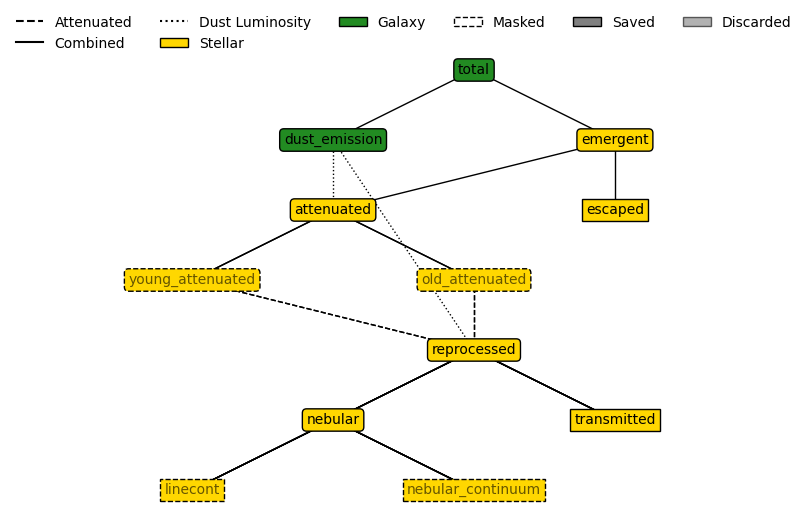 Attenuated
Dust Luminosity
Galaxy
Masked
Saved
Discarded
Combined
Stellar
total
dust_emission
emergent
attenuated
escaped
young_attenuated
old_attenuated
reprocessed
nebular
transmitted
linecont
nebular_continuum